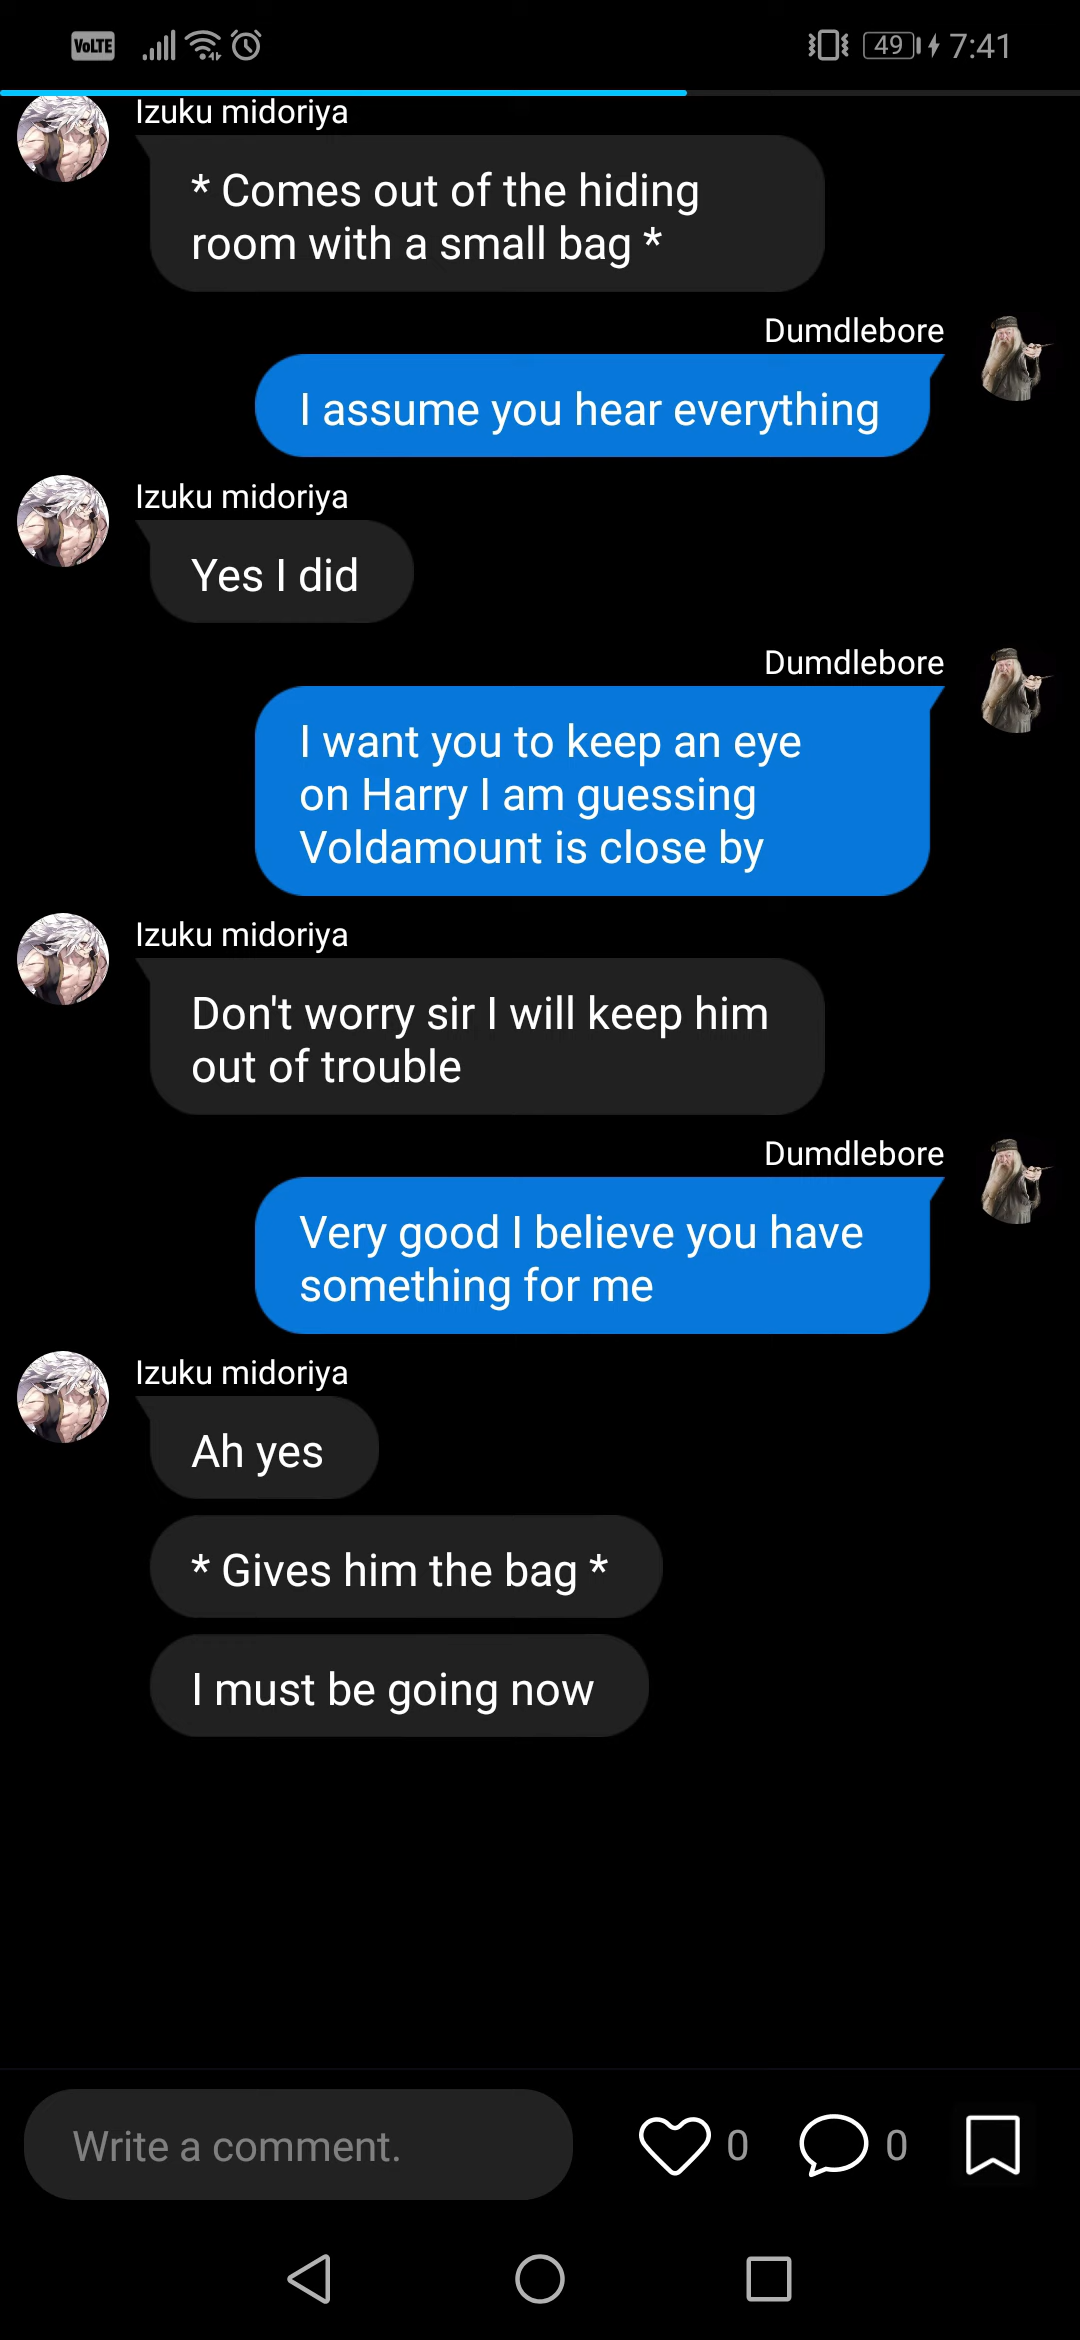 VoLTE
49
7:41
Izuku midoriya
* Comes out of the hiding
room with a small bag *
Dumdlebore
I assume you hear everything
Izuku midoriya
Yes I did
Dumdlebore
I want you to keep an eye
on Harry I am guessing
Voldamount is close by
Izuku midoriya
Don't worry sir I will keep him
out of trouble
Dumdlebore
Very good I believe you have
something for me
Izuku midoriya
Ah yes
* Gives him the bag *
I must be going now
Write a comment.
0
0